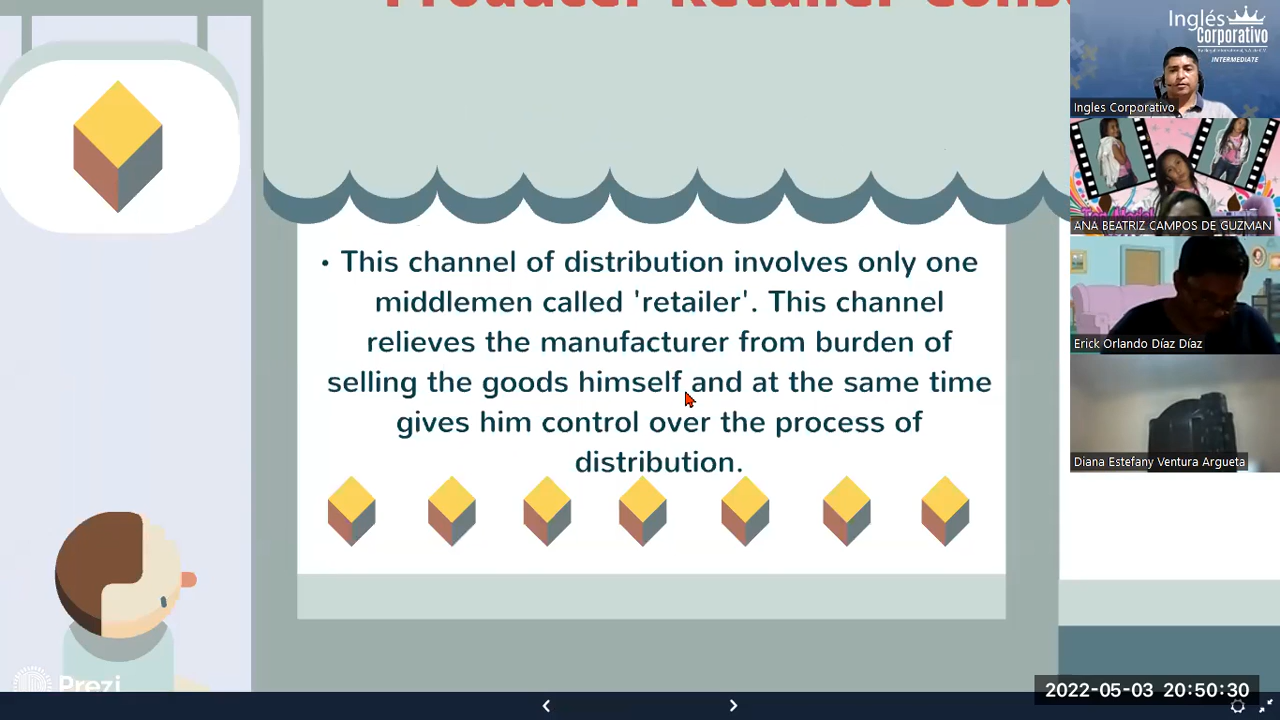 Producer Retailer Cons
Inglés
Corporativo
INTERMEDIATE
Ingles Corporativo
ANA BEATRIZ CAMPOS DE GUZMAN
• This channel of distribution involves only one
middlemen called 'retailer'. This channel
relieves the manufacturer from burden of
selling the goods himself and at the same time
gives him control over the process of
distribution.
Erick Orlando Díaz Díaz
Diana Estefany Ventura Argueta
Prezi
2022-05-03 20:50:30